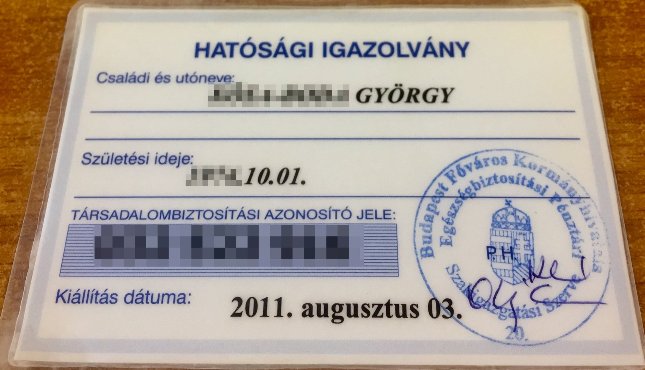 HATÓSÁGI IGAZOLVÁNY
Családi és utóneve:
GYÖRGY
Születési ideje:
10.01.
TÁRSADALOMBIZTOSÍTÁSI AZONOSÍTÓ JELE:
Kiállítás dátuma:
2011. augusztus 03.
Budapest Főváros Kormányhivatala
Egészségbiztosítási Pénztári
Szakigazgatási Szerve
P.H.
20.